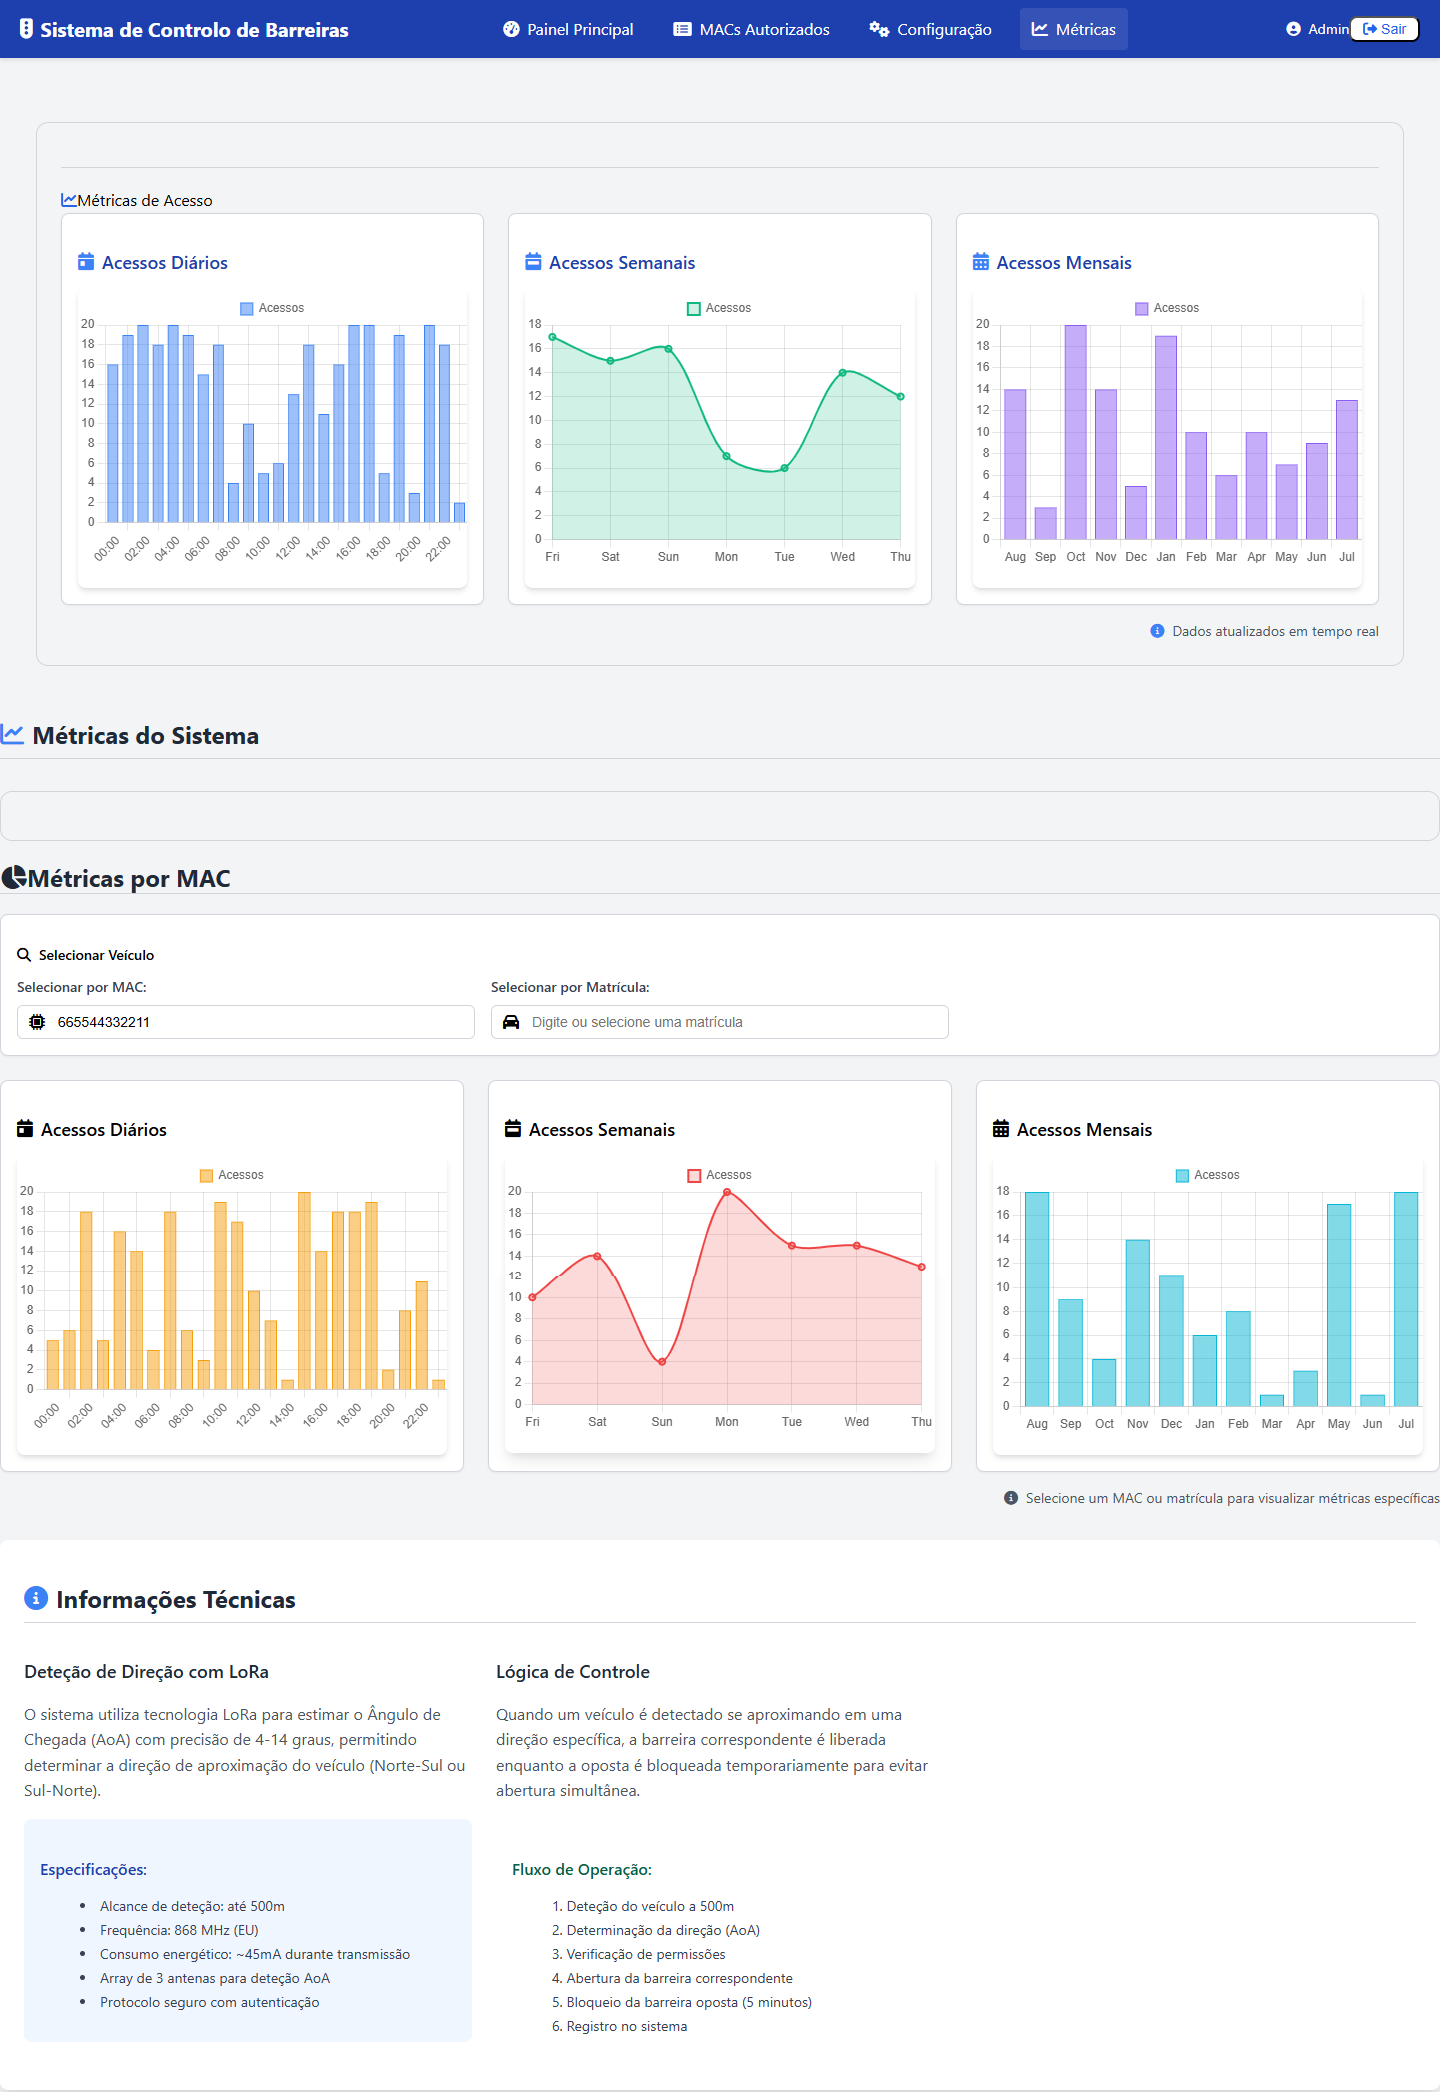 Sistema de Controlo de Barreiras
Painel Principal
MACs Autorizados
Configuração
Métricas
Admin
Sair
Métricas de Acesso
Acessos Diários
Acessos
20
18
16
14
12
10
8
6
4
2
0
00:00 02:00 04:00 06:00 08:00 10:00 12:00 14:00 16:00 18:00 20:00 22:00
Acessos Semanais
Acessos
18
16
14
12
10
8
6
4
2
0
Fri Sat Sun Mon Tue Wed Thu
Acessos Mensais
Acessos
20
18
16
14
12
10
8
6
4
2
0
Aug Sep Oct Nov Dec Jan Feb Mar Apr May Jun Jul
Dados atualizados em tempo real
Métricas do Sistema
Métricas por MAC
Selecionar Veículo
Selecionar por MAC:
665544332211
Selecionar por Matrícula:
Digite ou selecione uma matrícula
Acessos Diários
Acessos
20
18
16
14
12
10
8
6
4
2
0
00:00 02:00 04:00 06:00 08:00 10:00 12:00 14:00 16:00 18:00 20:00 22:00
Acessos Semanais
Acessos
20
18
16
14
12
10
8
6
4
2
0
Fri Sat Sun Mon Tue Wed Thu
Acessos Mensais
Acessos
18
16
14
12
10
8
6
4
2
0
Aug Sep Oct Nov Dec Jan Feb Mar Apr May Jun Jul
Selecione um MAC ou matrícula para visualizar métricas específicas
Informações Técnicas
Deteção de Direção com LoRa
O sistema utiliza tecnologia LoRa para estimar o Ângulo de
Chegada (AoA) com precisão de 4-14 graus, permitindo
determinar a direção de aproximação do veículo (Norte-Sul ou
Sul-Norte).
Especificações:
• Alcance de deteção: até 500m
• Frequência: 868 MHz (EU)
• Consumo energético: ~45mA durante transmissão
• Array de 3 antenas para deteção AoA
• Protocolo seguro com autenticação
Lógica de Controle
Quando um veículo é detectado se aproximando em uma
direção específica, a barreira correspondente é liberada
enquanto a oposta é bloqueada temporariamente para evitar
abertura simultânea.
Fluxo de Operação:
1. Deteção do veículo a 500m
2. Determinação da direção (AoA)
3. Verificação de permissões
4. Abertura da barreira correspondente
5. Bloqueio da barreira oposta (5 minutos)
6. Registro no sistema